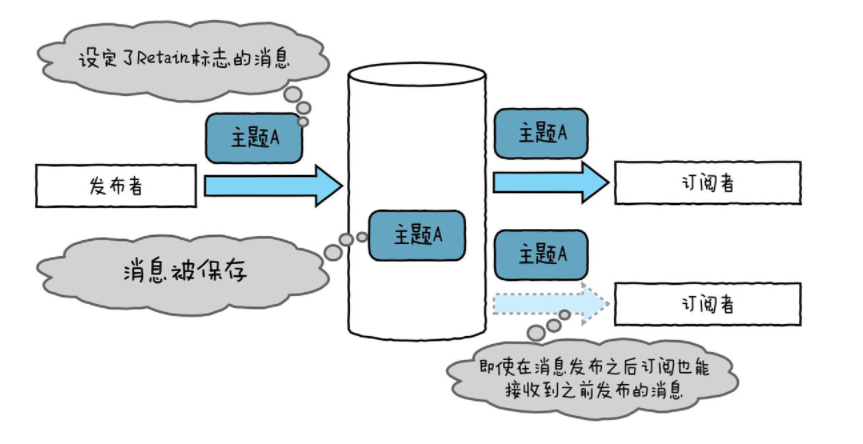 设定了Retain标志的消息
主题A
主题A
发布者
订阅者
主题A
消息被保存
主题A
订阅者
即使在消息发布之后订阅也能
接收到之前发布的消息